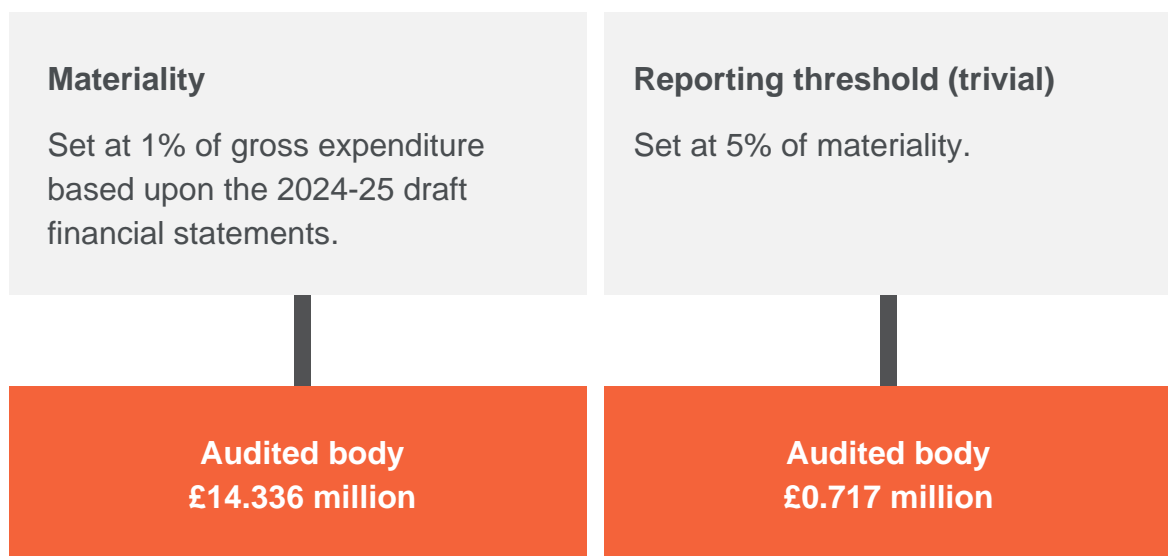 Materiality
Set at 1% of gross expenditure
based upon the 2024-25 draft
financial statements.
Reporting threshold (trivial)
Set at 5% of materiality.
Audited body
£14.336 million
Audited body
£0.717 million